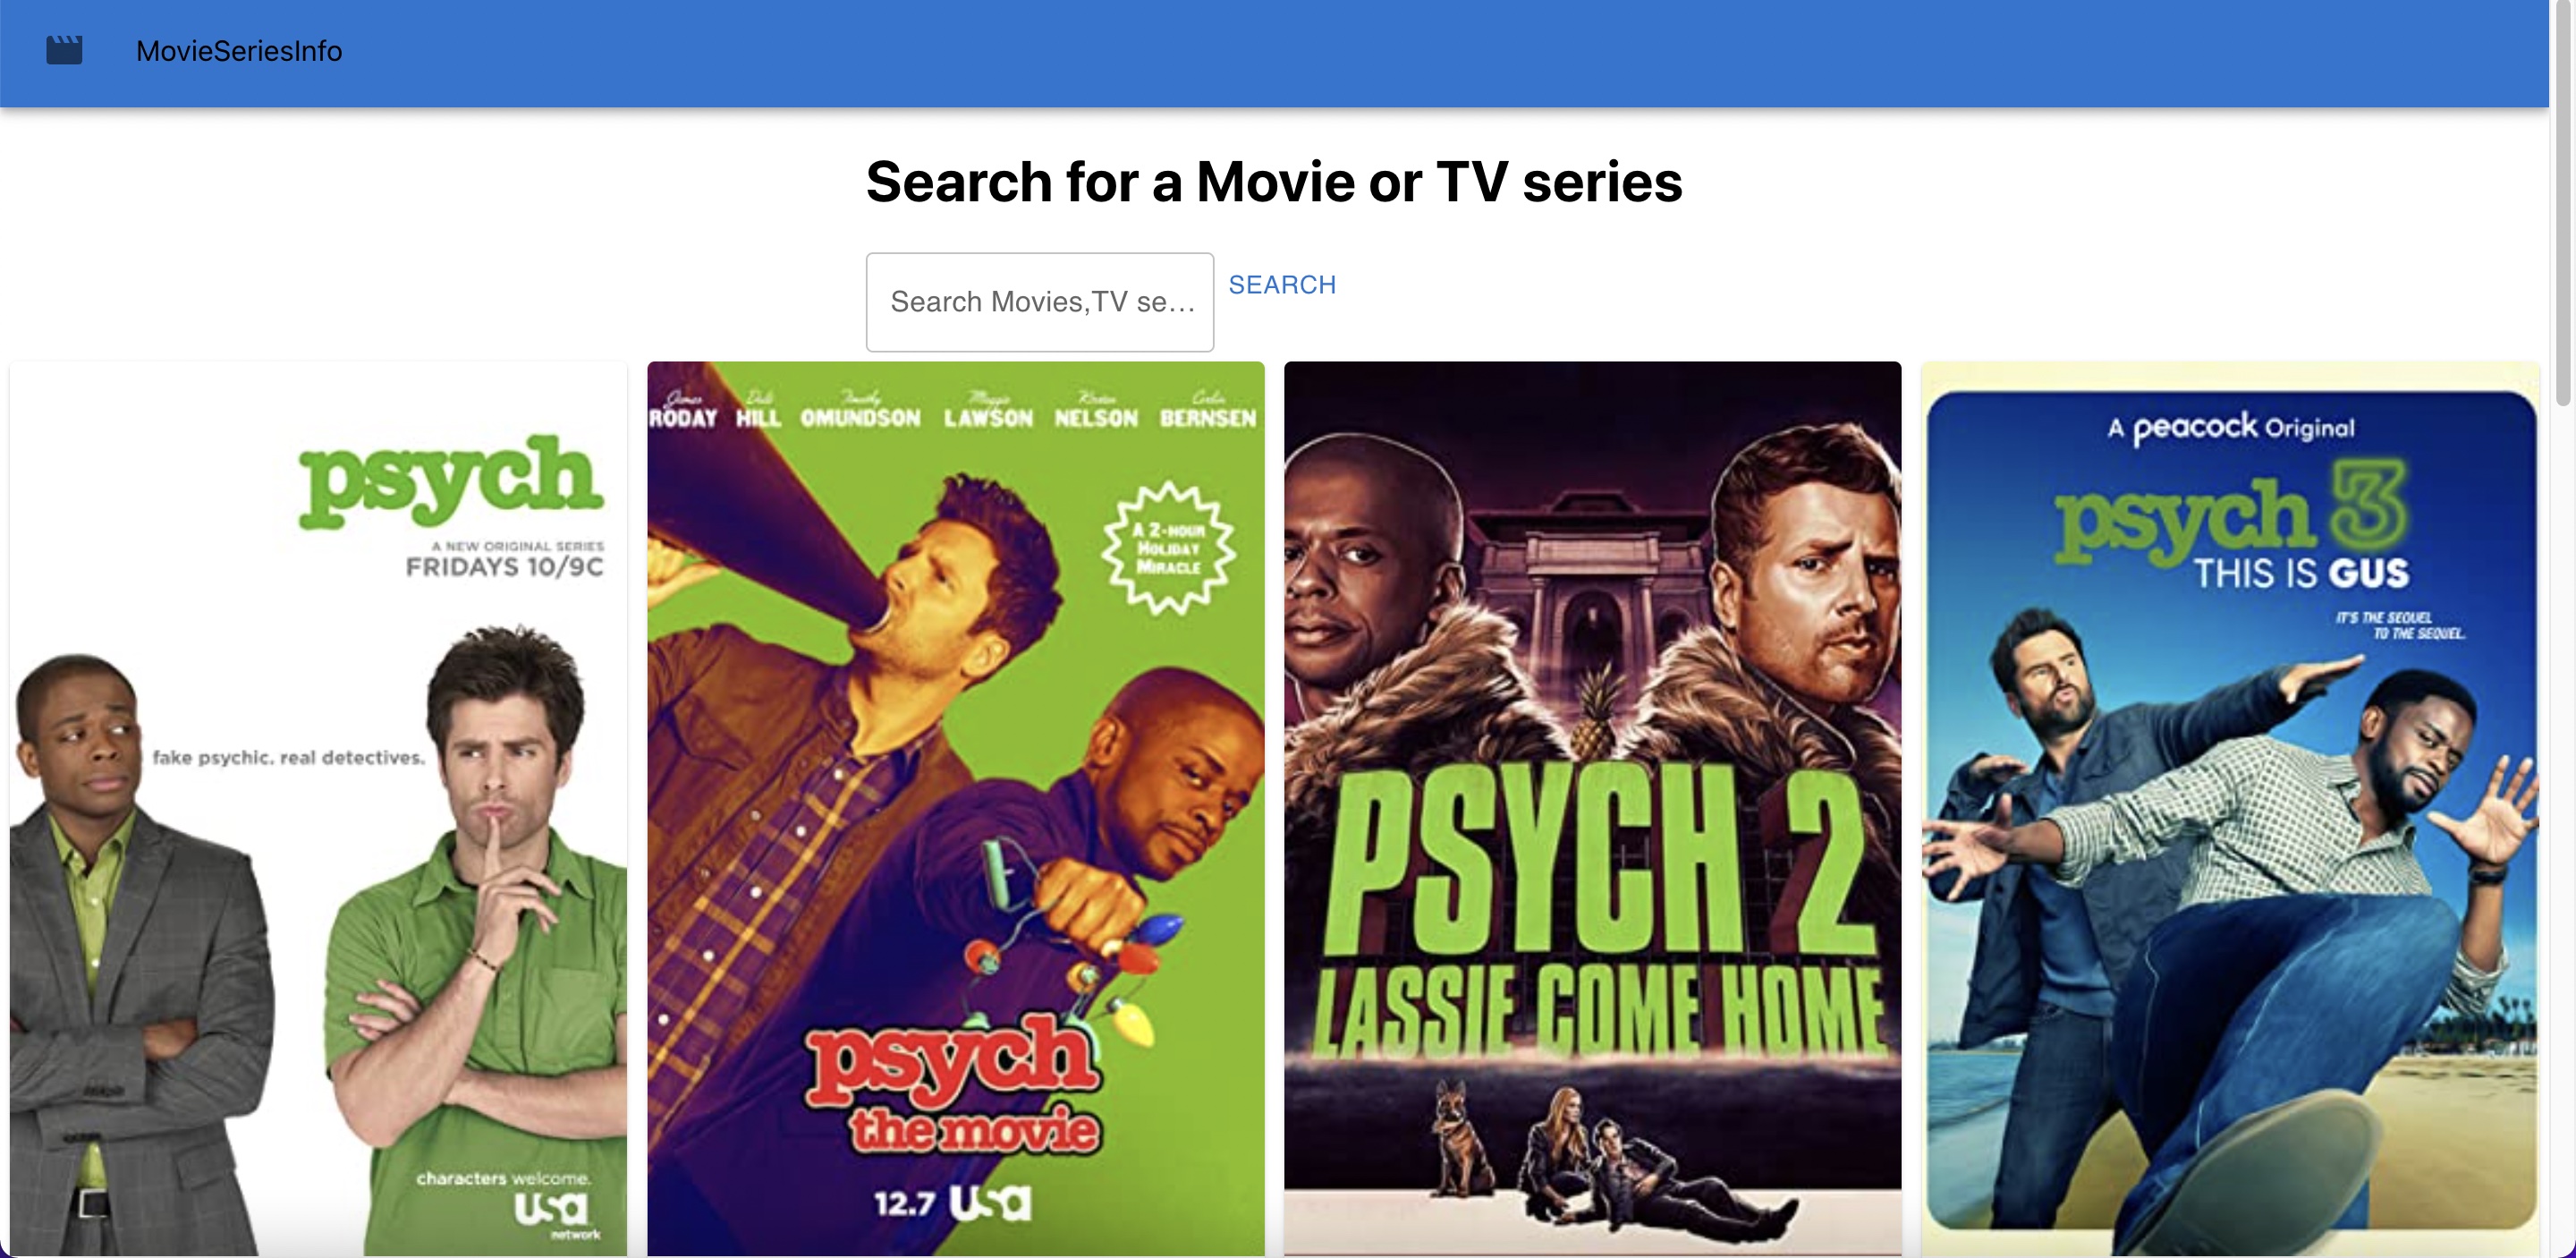 MovieSeriesInfo
Search for a Movie or TV series
Search Movies,TV se...
SEARCH
psych
A NEW ORIGINAL SERIES
FRIDAYS 10/9C
fake psychic. real detectives.
characters welcome.
usa
network
James RODAY Dulé HILL Timothy OMUNDSON Maggie LAWSON Kirsten NELSON Corbin BERNSEN
A 2-HOUR
HOLIDAY
MIRACLE
psych
the movie
12.7 usa
PSYCH 2
LASSIE COME HOME
A peacock Original
psych 3
THIS IS GUS
IT'S THE SEQUEL
TO THE SEQUEL.